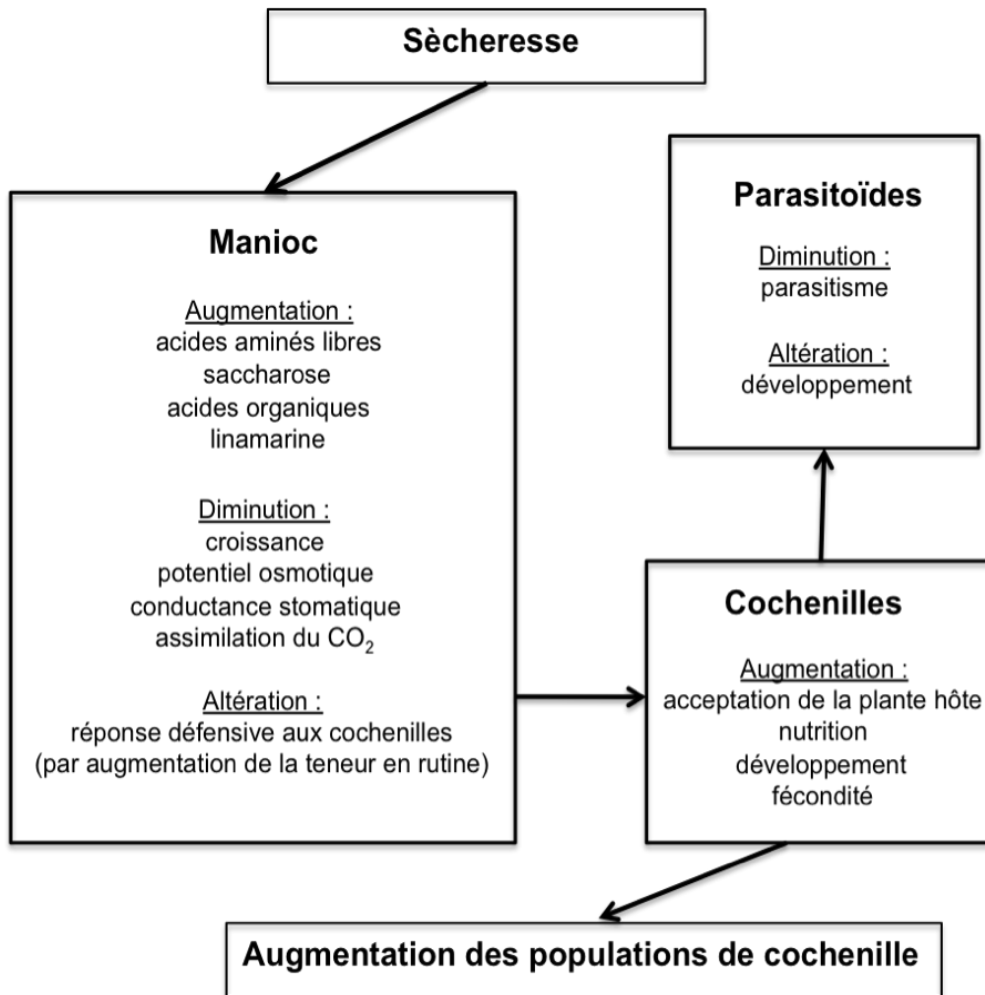 Sècheresse
Manioc
Augmentation :
acides aminés libres
saccharose
acides organiques
linamarine
Diminution :
croissance
potentiel osmotique
conductance stomatique
assimilation du CO₂
Altération :
réponse défensive aux cochenilles
(par augmentation de la teneur en rutine)
Parasitoïdes
Diminution :
parasitisme
Altération :
développement
Cochenilles
Augmentation :
acceptation de la plante hôte
nutrition
développement
fécondité
Augmentation des populations de cochenille